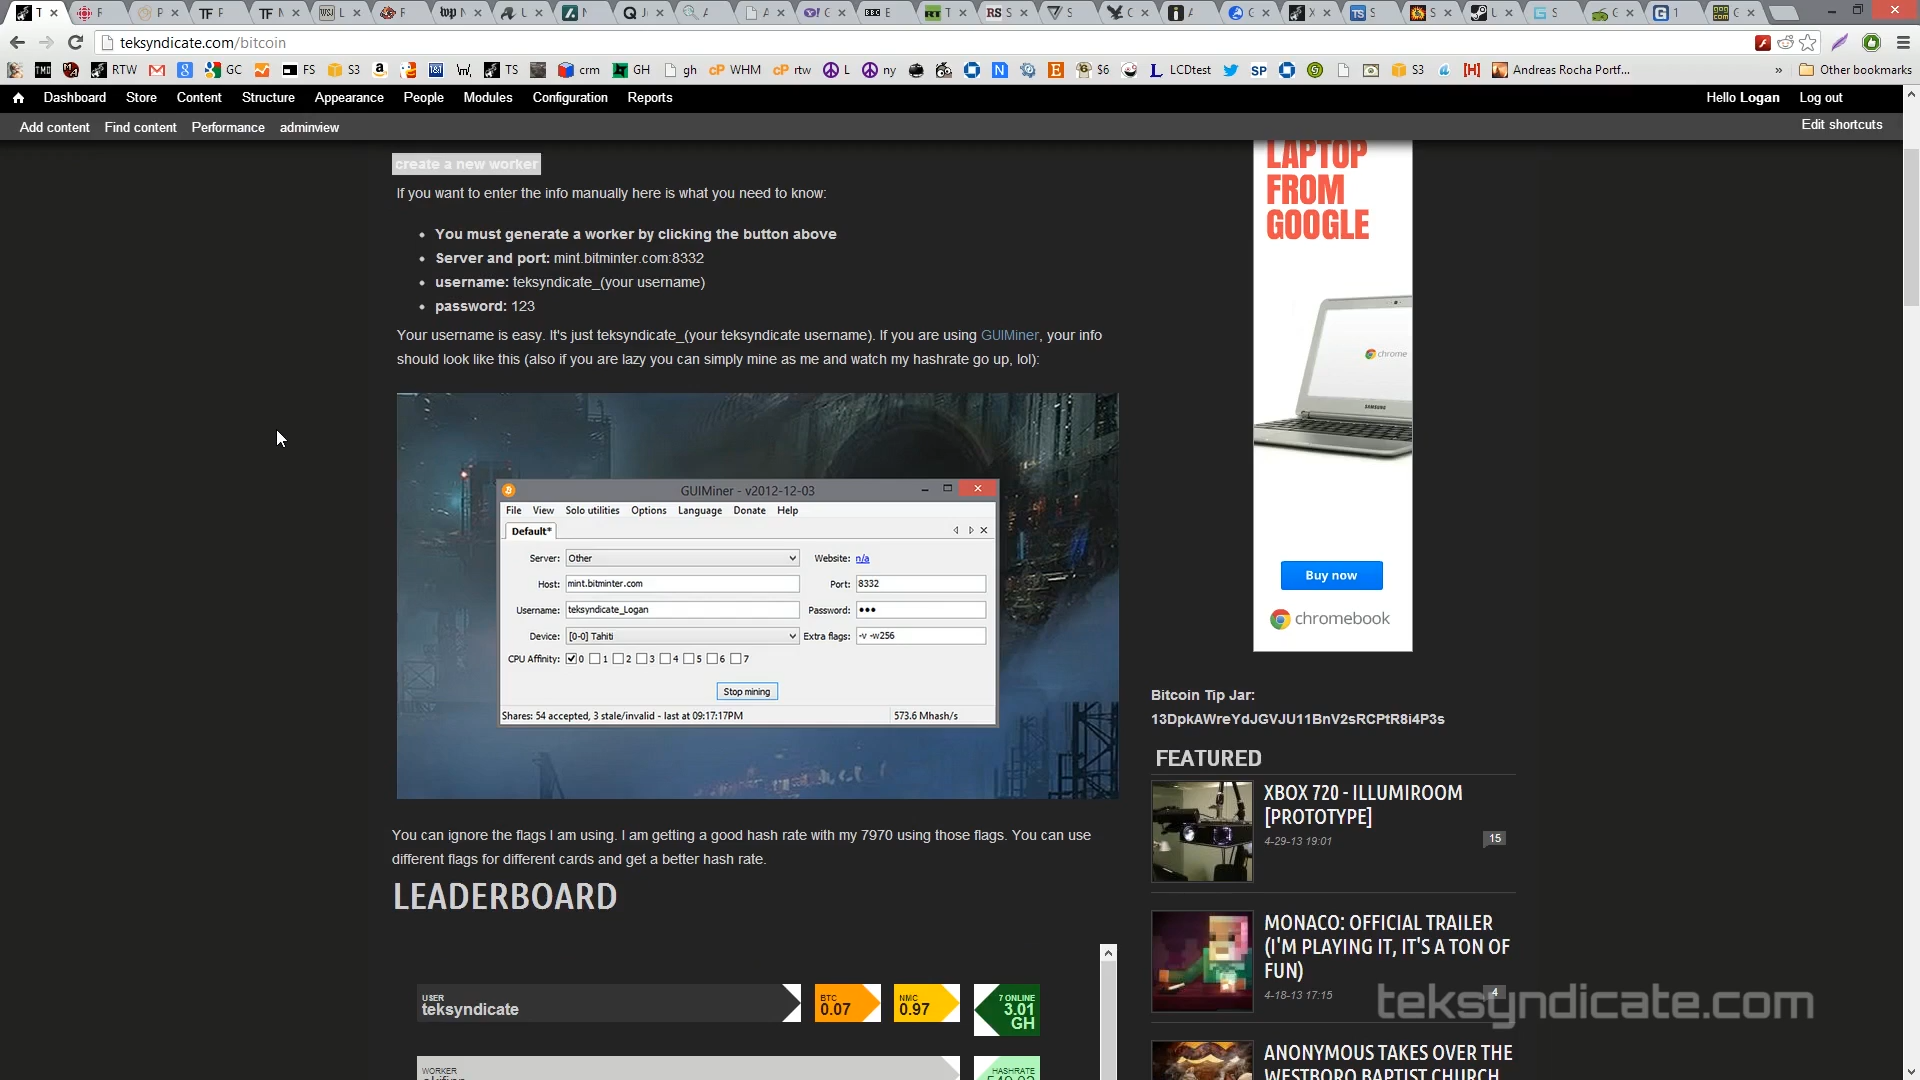 teksyndicate.com/bitcoin
RTW GC FS S3 TS crm GH gh WHM rtw L ny $6 LCDtest S3 Andreas Rocha Portf... » Other bookmarks
Dashboard Store Content Structure Appearance People Modules Configuration Reports Hello Logan Log out
Add content Find content Performance adminview Edit shortcuts
create a new worker
If you want to enter the info manually here is what you need to know:
• You must generate a worker by clicking the button above
• Server and port: mint.bitminter.com:8332
• username: teksyndicate_(your username)
• password: 123
Your username is easy. It's just teksyndicate_(your teksyndicate username). If you are using GUIMiner, your info
should look like this (also if you are lazy you can simply mine as me and watch my hashrate go up, lol):
GUIMiner - v2012-12-03
File View Solo utilities Options Language Donate Help
Default*
Server: Other Website: n/a
Host: mint.bitminter.com Port: 8332
Username: teksyndicate_Logan Password: •••
Device: [0-0] Tahiti Extra flags: -v -w256
CPU Affinity: 0 1 2 3 4 5 6 7
Stop mining
Shares: 54 accepted, 3 stale/invalid - last at 09:17:17PM 573.6 Mhash/s
You can ignore the flags I am using. I am getting a good hash rate with my 7970 using those flags. You can use
different flags for different cards and get a better hash rate.
LEADERBOARD
USER
teksyndicate
BTC
0.07
NMC
0.97
7 ONLINE
3.01
GH
WORKER
HASHRATE
LAPTOP
FROM
GOOGLE
chrome
SAMSUNG
Buy now
chromebook
Bitcoin Tip Jar:
13DpkAWreYdJGVJU11BnV2sRCPtR8i4P3s
FEATURED
XBOX 720 - ILLUMIROOM
[PROTOTYPE]
4-29-13 19:01
15
MONACO: OFFICIAL TRAILER
(I'M PLAYING IT, IT'S A TON OF
FUN)
4-18-13 17:15
4
teksyndicate.com
ANONYMOUS TAKES OVER THE
WESTBORO BAPTIST CHURCH